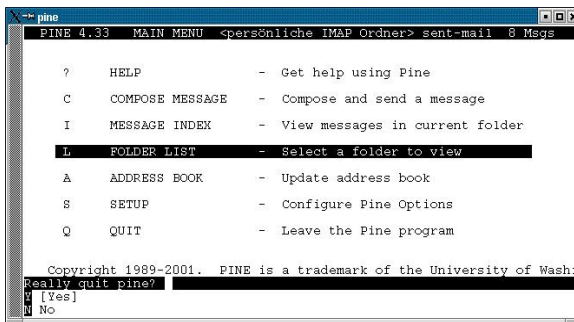 pine
PINE 4.33 MAIN MENU <persönliche IMAP Ordner> sent-mail 8 Msgs
? HELP - Get help using Pine
C COMPOSE MESSAGE - Compose and send a message
I MESSAGE INDEX - View messages in current folder
L FOLDER LIST - Select a folder to view
A ADDRESS BOOK - Update address book
S SETUP - Configure Pine Options
Q QUIT - Leave the Pine program
Copyright 1989-2001. PINE is a trademark of the University of Washi
Really quit pine?
Y [Yes]
N No